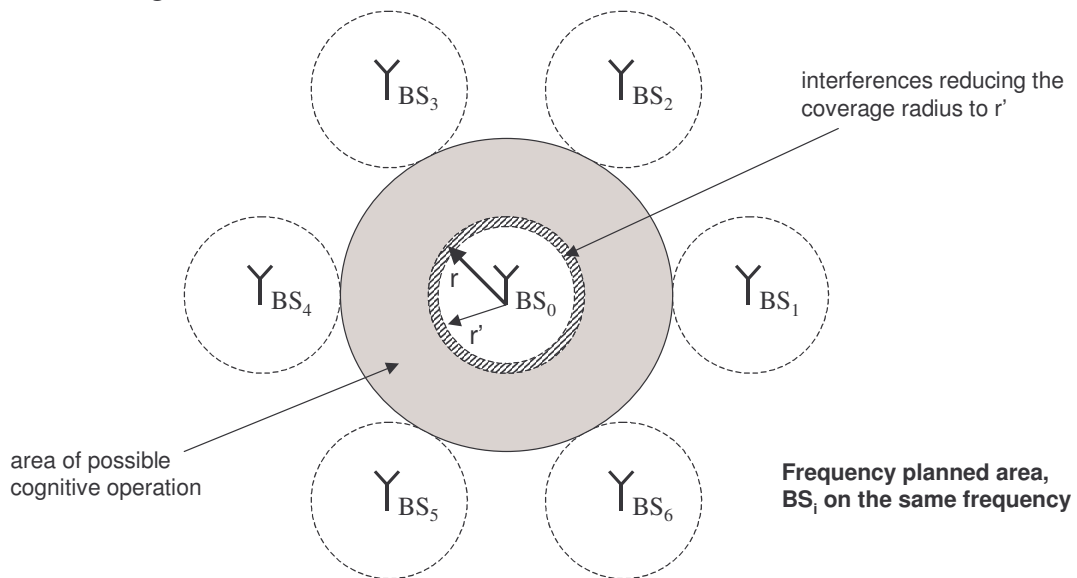 BS₃
BS₂
interferences reducing the
coverage radius to r’
r
BS₄
BS₀
BS₁
r’
area of possible
cognitive operation
BS₅
BS₆
Frequency planned area,
BSᵢ on the same frequency